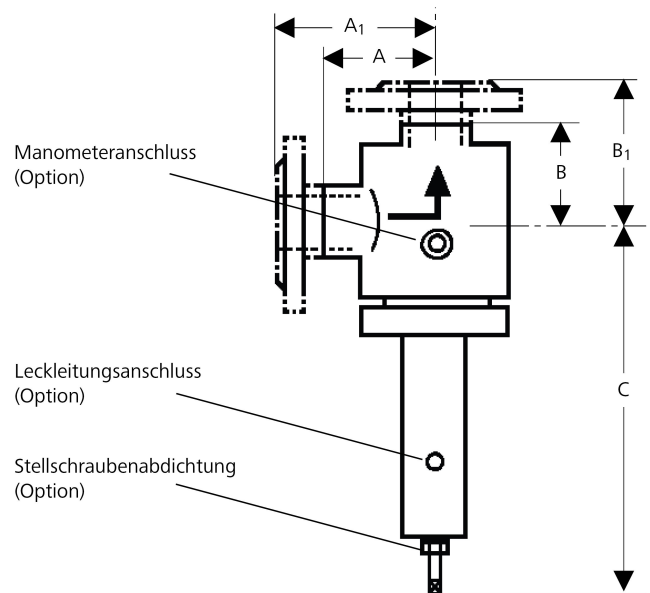 A₁
A
Manometeranschluss
(Option)
B₁
B
Leckleitungsanschluss
(Option)
C
Stellschraubenabdichtung
(Option)